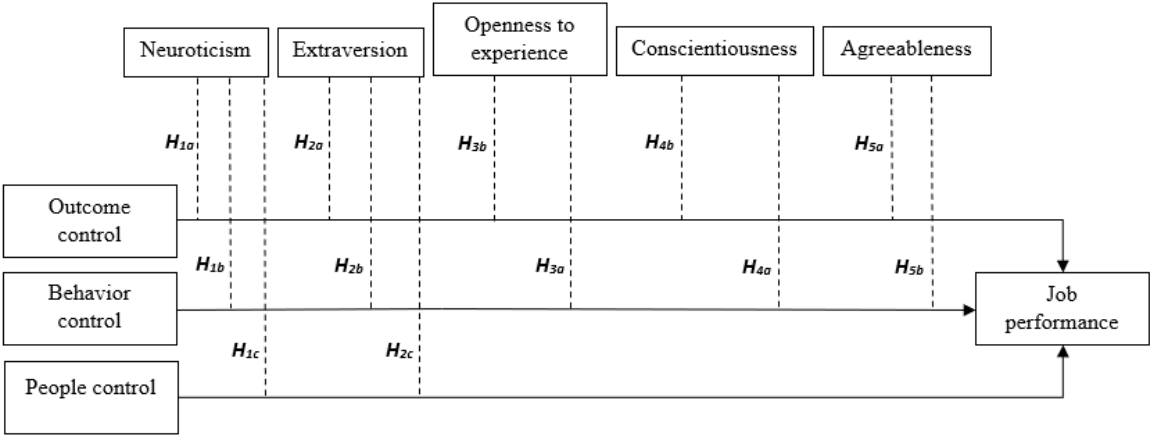 Neuroticism
Extraversion
Openness to
experience
Conscientiousness
Agreeableness
H1a
H2a
H3b
H4b
H5a
Outcome
control
H1b
H2b
H3a
H4a
H5b
Behavior
control
Job
performance
H1c
H2c
People control